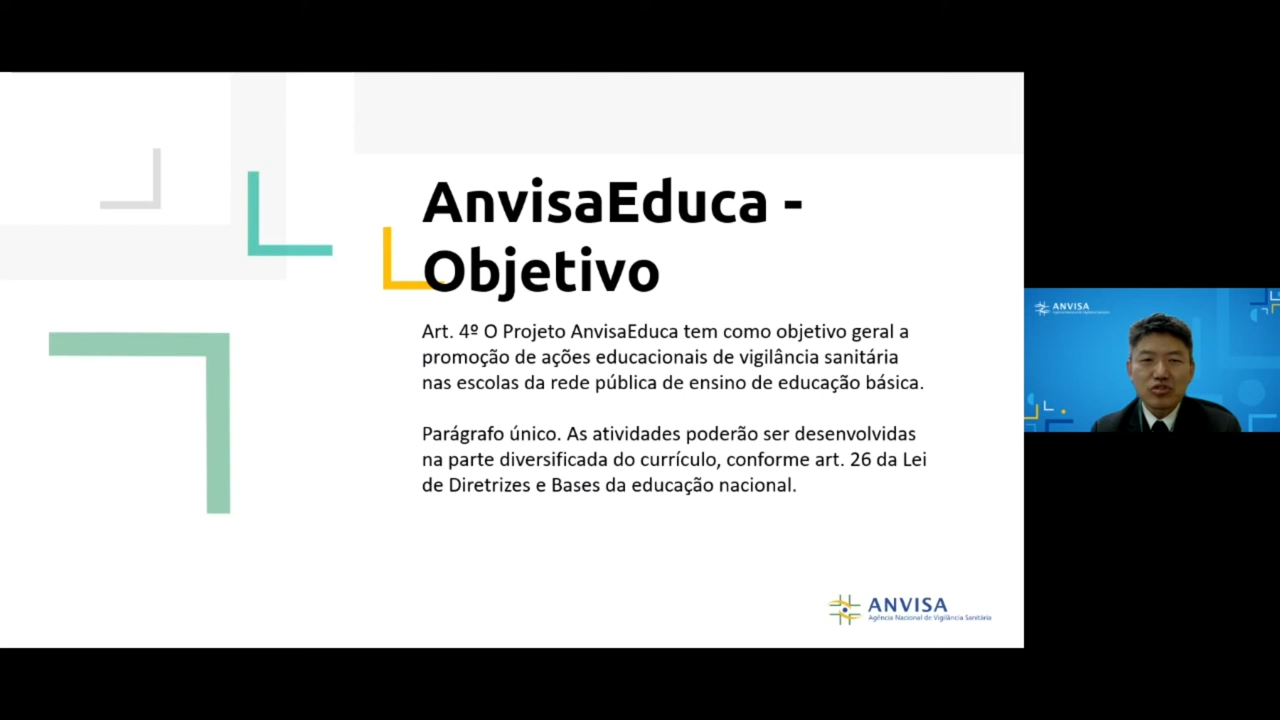 AnvisaEduca -
Objetivo
Art. 4º O Projeto AnvisaEduca tem como objetivo geral a
promoção de ações educacionais de vigilância sanitária
nas escolas da rede pública de ensino de educação básica.
Parágrafo único. As atividades poderão ser desenvolvidas
na parte diversificada do currículo, conforme art. 26 da Lei
de Diretrizes e Bases da educação nacional.
ANVISA
Agência Nacional de Vigilância Sanitária
ANVISA